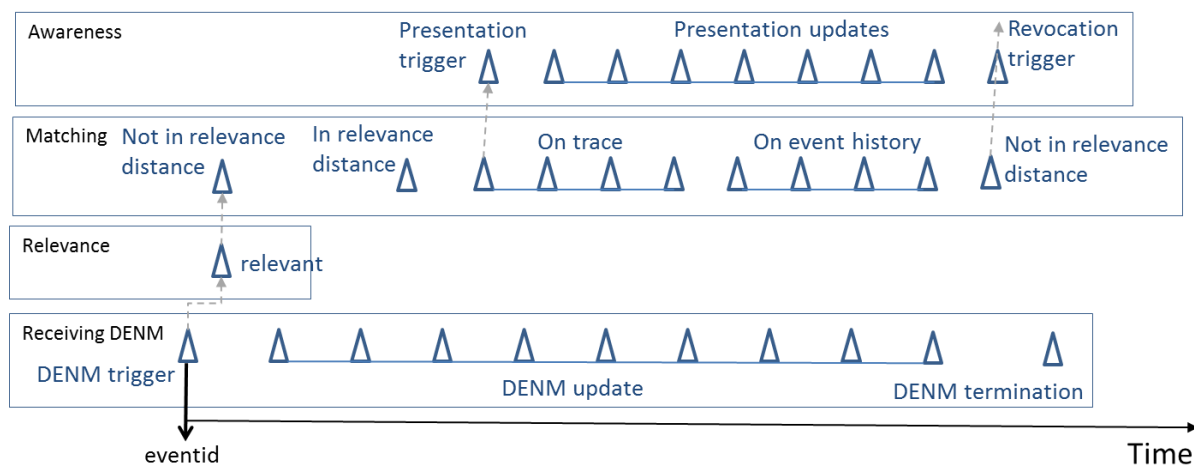 Awareness
Presentation
trigger
Presentation updates
Revocation
trigger
Matching
Not in relevance
distance
In relevance
distance
On trace
On event history
Not in relevance
distance
Relevance
relevant
Receiving DENM
DENM trigger
DENM update
DENM termination
eventid
Time